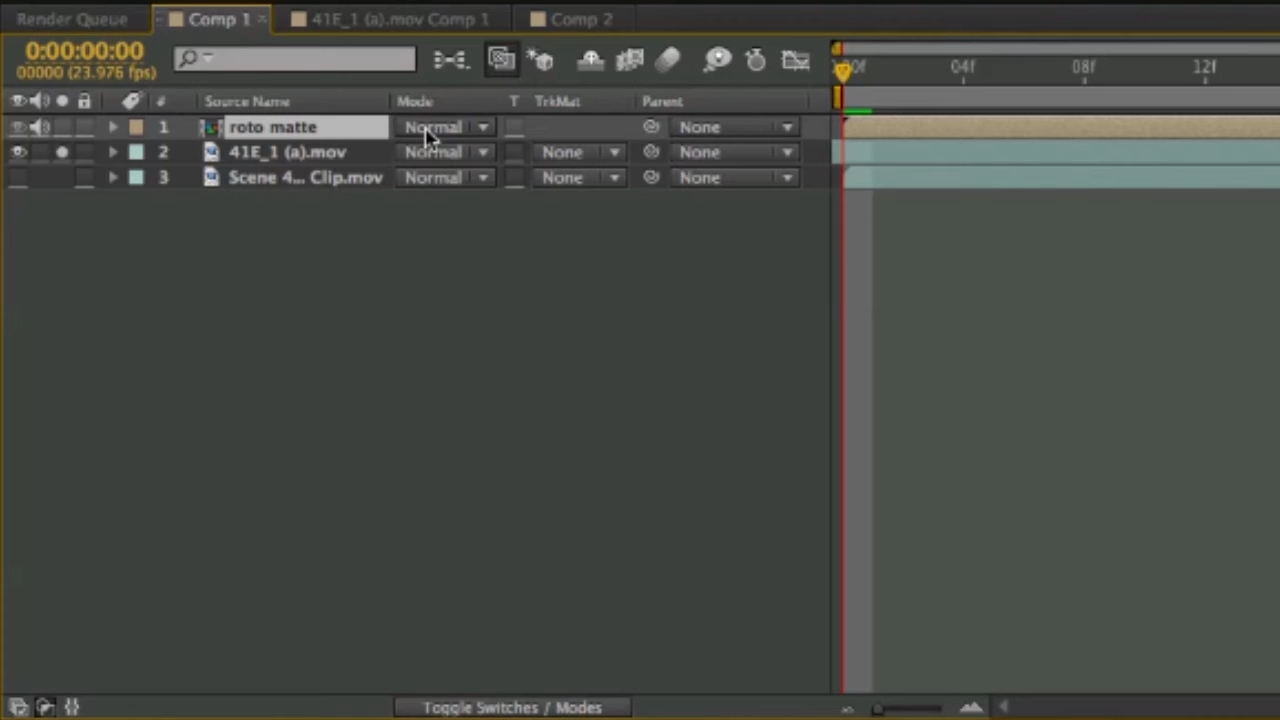 Render Queue Comp 1 41E_1 (a).mov Comp 1 Comp 2
0:00:00:00
00000 (23.976 fps)
04f 08f 12f
# Source Name Mode T TrkMat Parent
1 roto matte Normal None
2 41E_1 (a).mov Normal None None
3 Scene 4... Clip.mov Normal None None
Toggle Switches / Modes